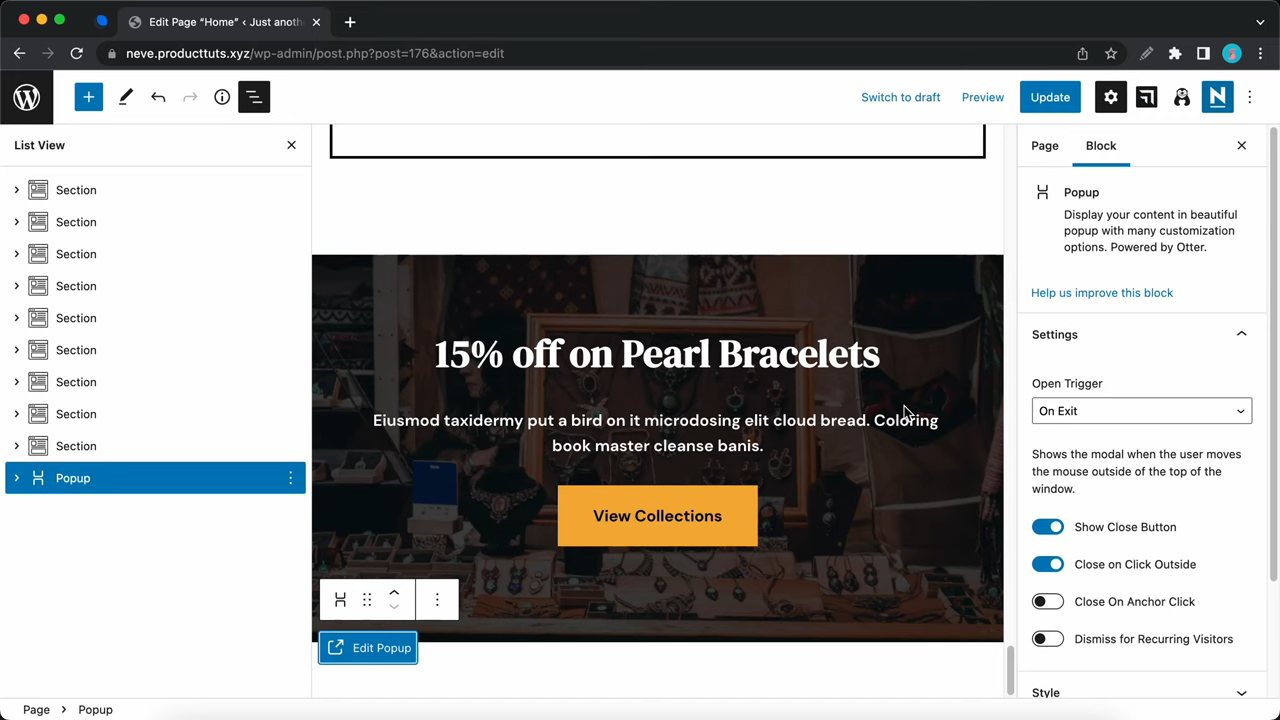 Edit Page “Home” ‹ Just anoth
neve.producttuts.xyz/wp-admin/post.php?post=176&action=edit
Switch to draft
Preview
Update
N
List View
Section
Section
Section
Section
Section
Section
Section
Section
Section
Popup
15% off on Pearl Bracelets
Eiusmod taxidermy put a bird on it microdosing elit cloud bread. Coloring
book master cleanse banis.
View Collections
Edit Popup
Page
Block
Popup
Display your content in beautiful
popup with many customization
options. Powered by Otter.
Help us improve this block
Settings
Open Trigger
On Exit
Shows the modal when the user moves
the mouse outside of the top of the
window.
Show Close Button
Close on Click Outside
Close On Anchor Click
Dismiss for Recurring Visitors
Style
Page
Popup